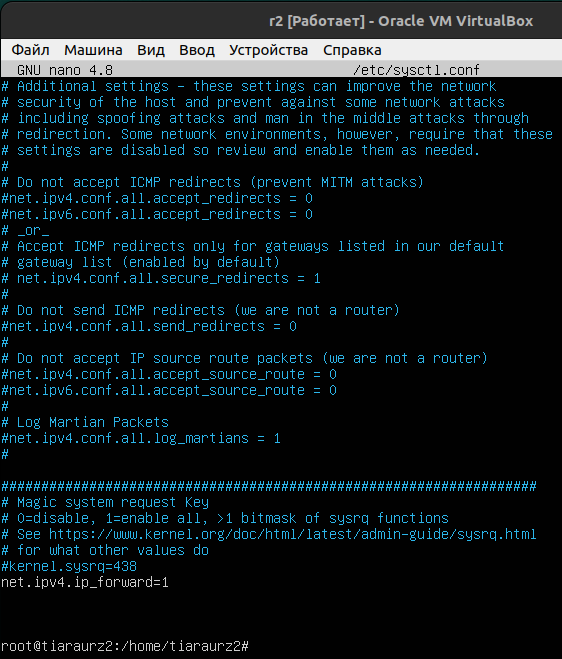 r2 [Работает] - Oracle VM VirtualBox
Файл Машина Вид Ввод Устройства Справка
GNU nano 4.8 /etc/sysctl.conf
# Additional settings - these settings can improve the network
# security of the host and prevent against some network attacks
# including spoofing attacks and man in the middle attacks through
# redirection. Some network environments, however, require that these
# settings are disabled so review and enable them as needed.
#
# Do not accept ICMP redirects (prevent MITM attacks)
#net.ipv4.conf.all.accept_redirects = 0
#net.ipv6.conf.all.accept_redirects = 0
# _or_
# Accept ICMP redirects only for gateways listed in our default
# gateway list (enabled by default)
# net.ipv4.conf.all.secure_redirects = 1
#
# Do not send ICMP redirects (we are not a router)
#net.ipv4.conf.all.send_redirects = 0
#
# Do not accept IP source route packets (we are not a router)
#net.ipv4.conf.all.accept_source_route = 0
#net.ipv6.conf.all.accept_source_route = 0
#
# Log Martian Packets
#net.ipv4.conf.all.log_martians = 1
#
###################################################################
# Magic system request Key
# 0=disable, 1=enable all, >1 bitmask of sysrq functions
# See https://www.kernel.org/doc/html/latest/admin-guide/sysrq.html
# for what other values do
#kernel.sysrq=438
net.ipv4.ip_forward=1
root@tiaraurz2:/home/tiaraurz2#